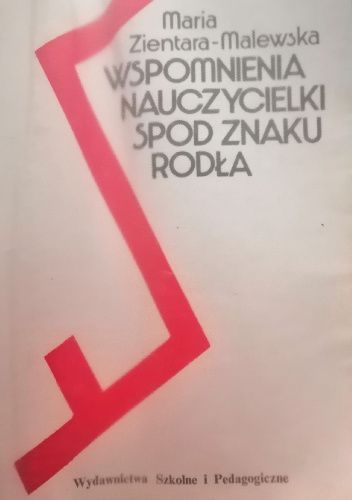 Maria
Zientara-Malewska
WSPOMNIENIA
NAUCZYCIELKI
SPOD ZNAKU
RODŁA
Wydawnictwa Szkolne i Pedagogiczne